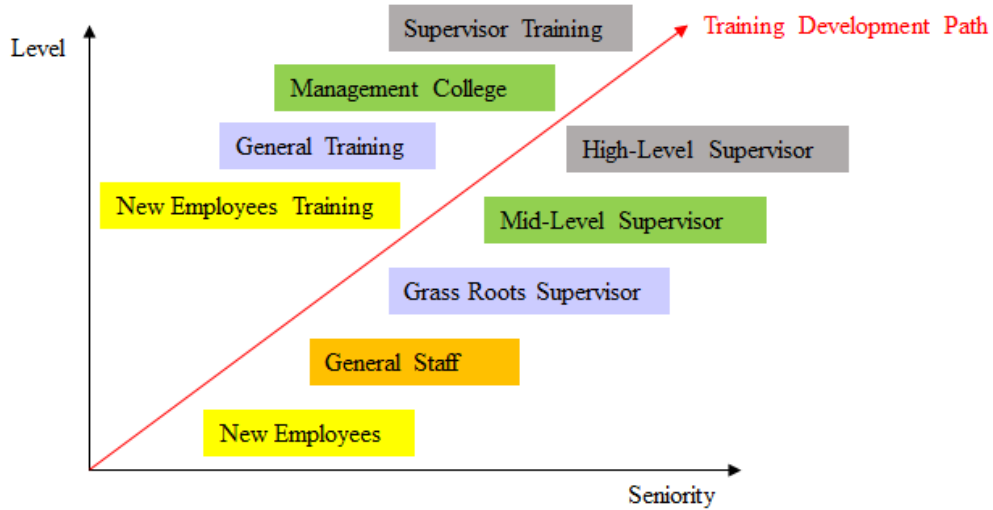 Supervisor Training
Training Development Path
Level
Management College
General Training
High-Level Supervisor
New Employees Training
Mid-Level Supervisor
Grass Roots Supervisor
General Staff
New Employees
Seniority